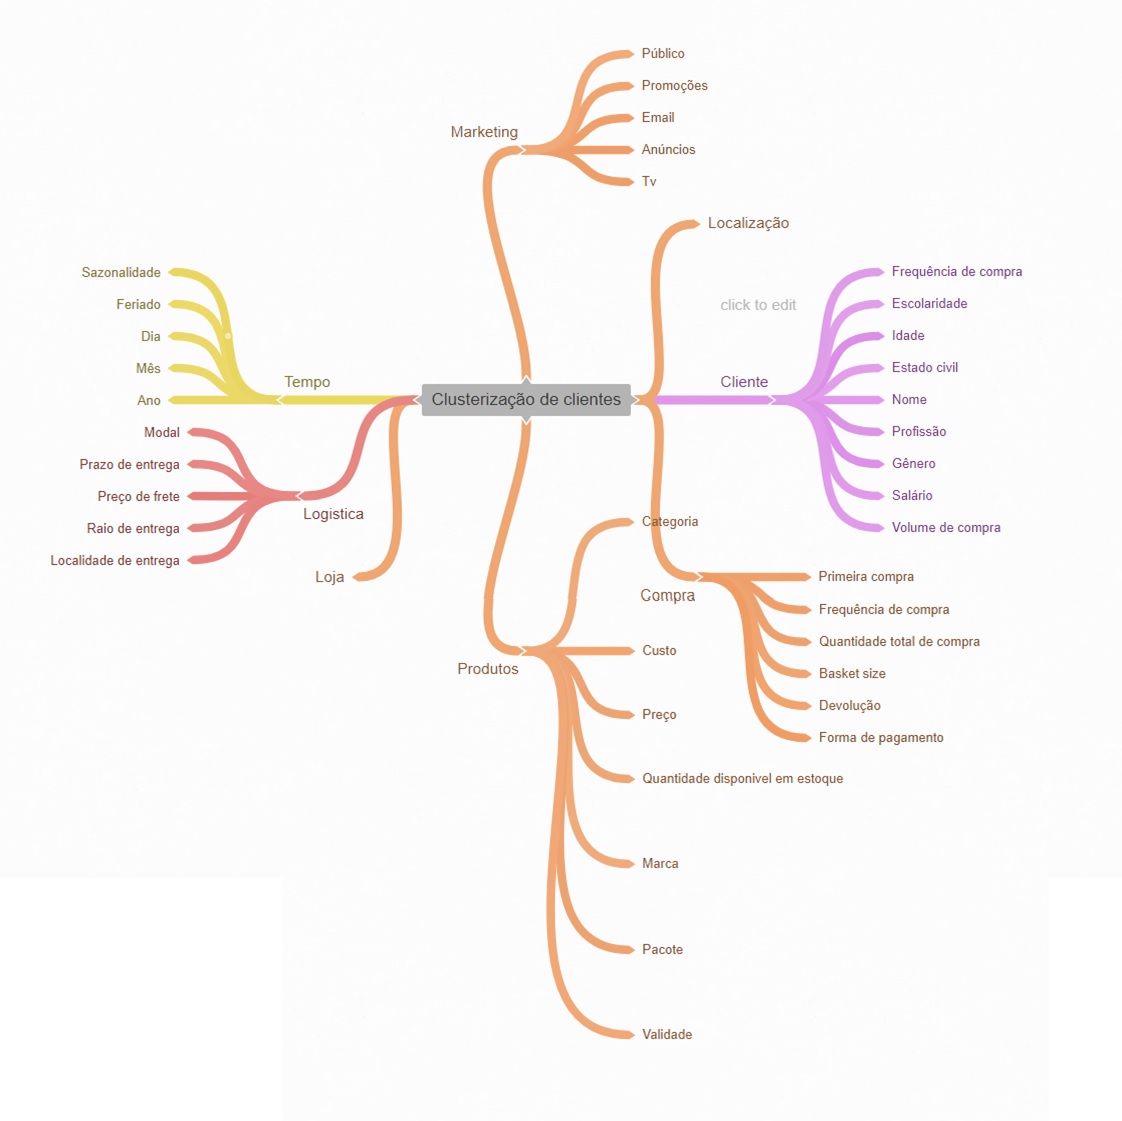 Público
Promoções
Marketing
Email
Anúncios
Tv
Localização
Sazonalidade
Feriado
Dia
Mês
Ano
Tempo
click to edit
Frequência de compra
Escolaridade
Idade
Estado civil
Cliente
Nome
Profissão
Gênero
Salário
Volume de compra
Clusterização de clientes
Modal
Prazo de entrega
Preço de frete
Raio de entrega
Localidade de entrega
Logistica
Loja
Categoria
Compra
Primeira compra
Frequência de compra
Quantidade total de compra
Basket size
Devolução
Forma de pagamento
Produtos
Custo
Preço
Quantidade disponivel em estoque
Marca
Pacote
Validade